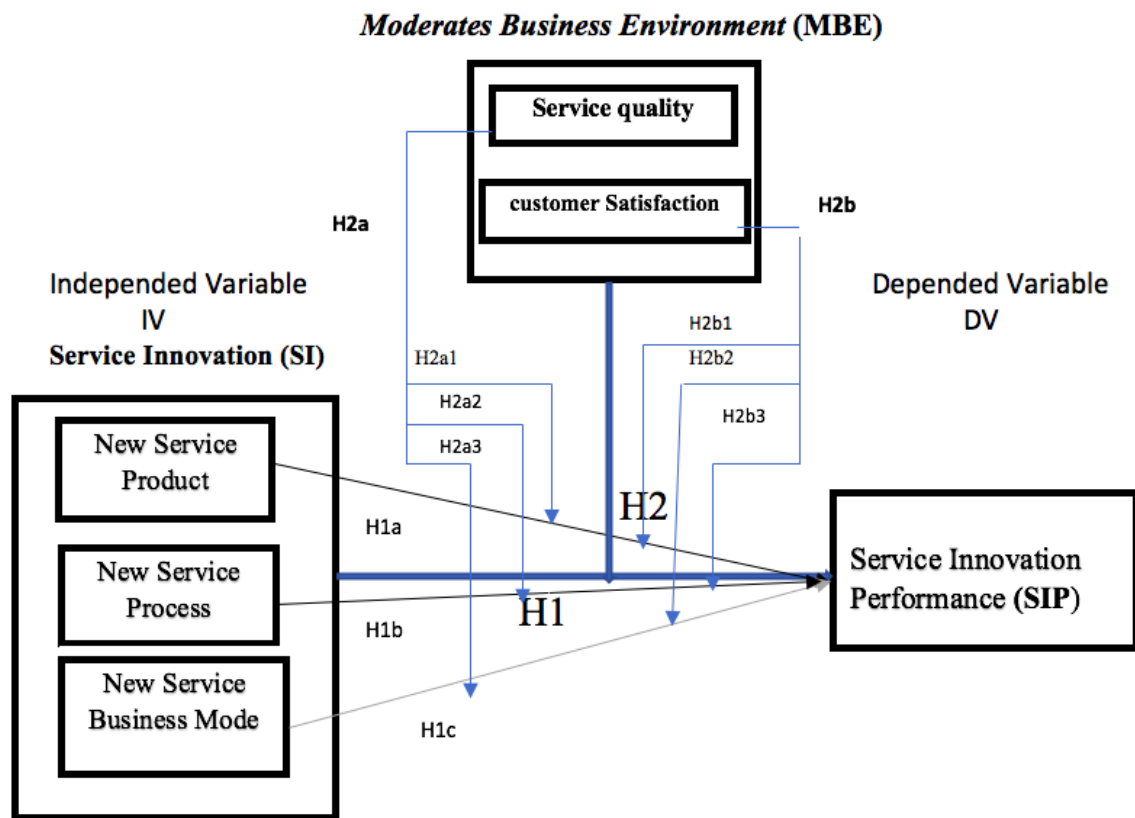 Moderates Business Environment (MBE)
Service quality
customer Satisfaction
H2a
H2b
Independed Variable
IV
Service Innovation (SI)
Depended Variable
DV
H2b1
H2b2
H2a1
H2a2
H2b3
H2a3
New Service
Product
H1a
H2
New Service
Process
H1
H1b
Service Innovation
Performance (SIP)
New Service
Business Mode
H1c